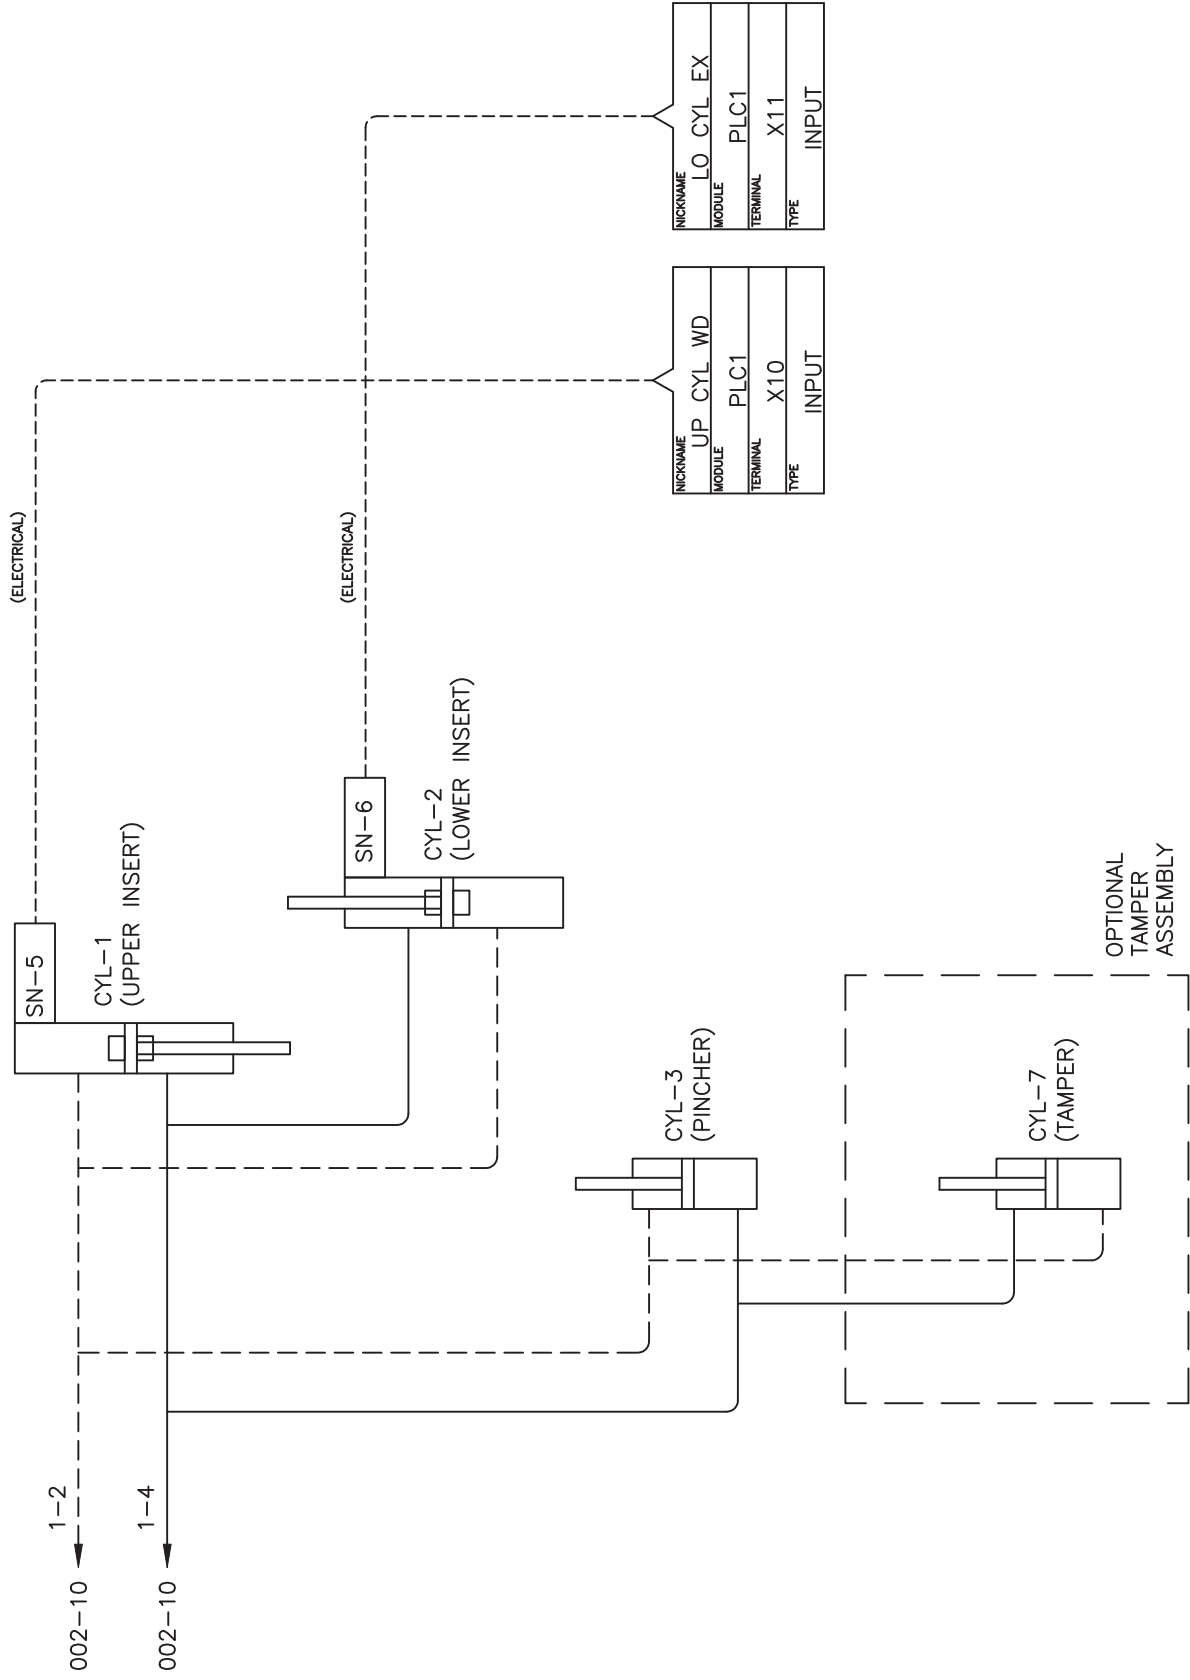 002-10
1-2
002-10
1-4
SN-5
CYL-1
(UPPER INSERT)
(ELECTRICAL)
SN-6
CYL-2
(LOWER INSERT)
(ELECTRICAL)
CYL-3
(PINCHER)
CYL-7
(TAMPER)
OPTIONAL
TAMPER
ASSEMBLY
NICKNAME
UP CYL WD
MODULE
PLC1
TERMINAL
X10
TYPE
INPUT
NICKNAME
LO CYL EX
MODULE
PLC1
TERMINAL
X11
TYPE
INPUT